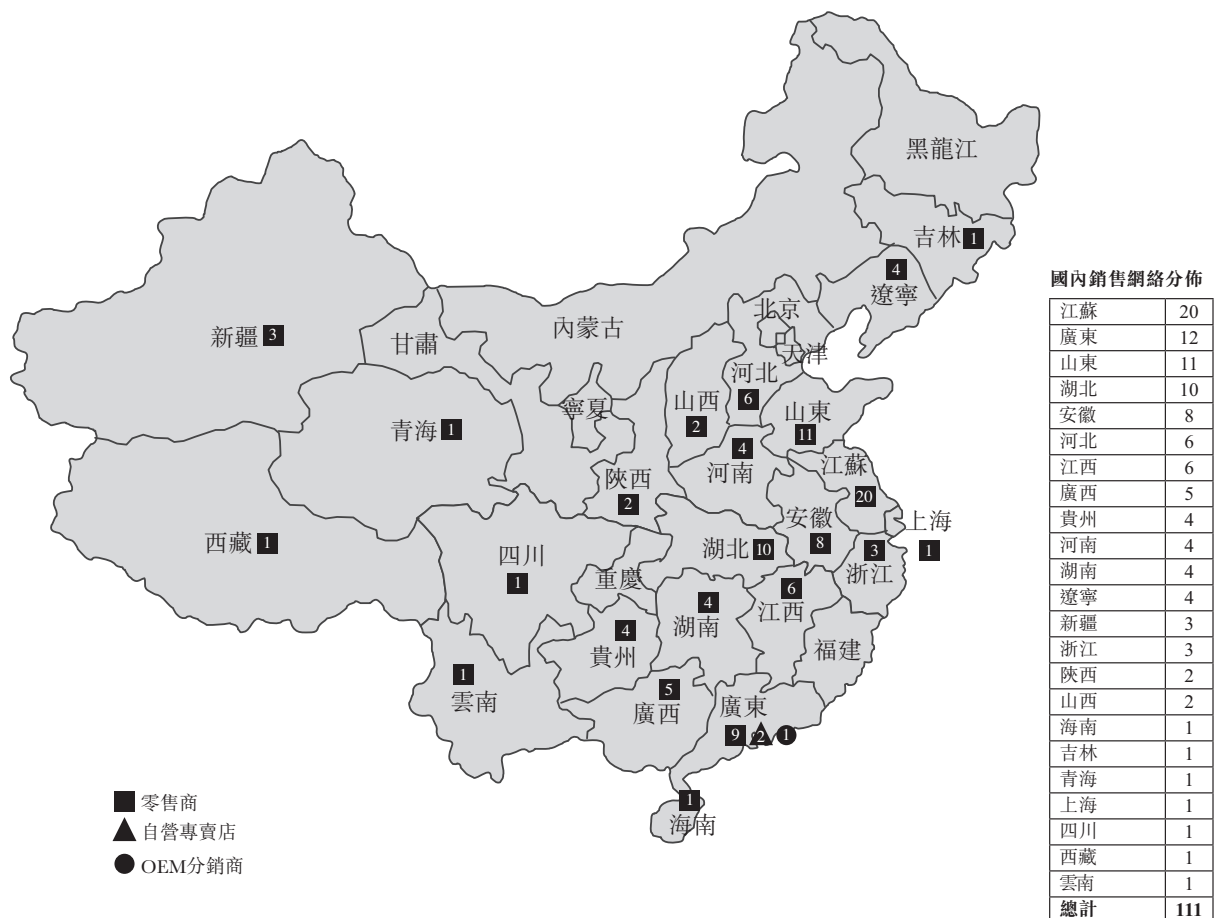 黑龍江
吉林 1
4
遼寧
北京
天津
內蒙古
新疆 3
甘肅
河北
6
寧夏
山西
2
山東
11
青海 1
4
河南
江蘇
20
陝西
2
安徽
8
上海
1
西藏 1
四川
1
湖北 10
3
浙江
重慶
6
江西
4
湖南
4
貴州
福建
1
雲南
5
廣西
廣東
9 2 1
1
海南
零售商
自營專賣店
OEM分銷商
國內銷售網絡分佈
江蘇 20
廣東 12
山東 11
湖北 10
安徽 8
河北 6
江西 6
廣西 5
貴州 4
河南 4
湖南 4
遼寧 4
新疆 3
浙江 3
陝西 2
山西 2
海南 1
吉林 1
青海 1
上海 1
四川 1
西藏 1
雲南 1
總計 111